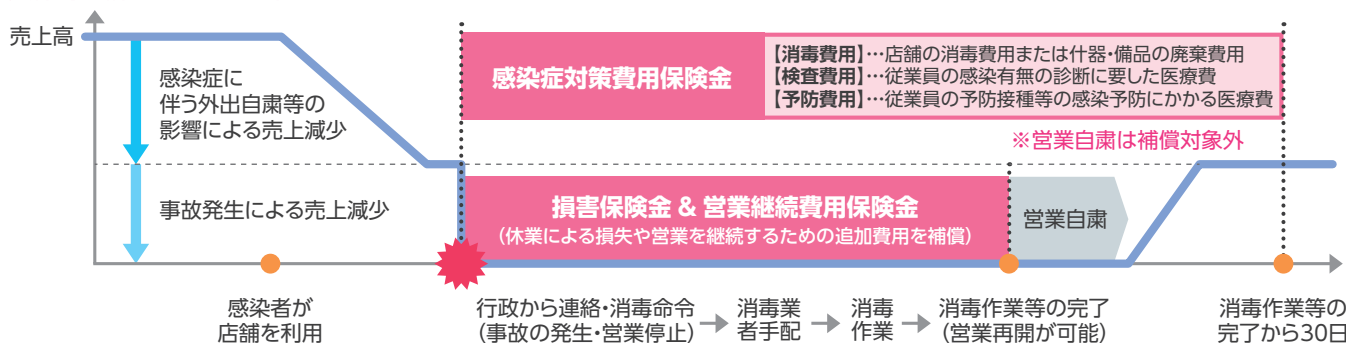 売上高
感染症に
伴う外出自粛等の
影響による売上減少
事故発生による売上減少
感染症対策費用保険金
【消毒費用】…店舗の消毒費用または什器・備品の廃棄費用
【検査費用】…従業員の感染有無の診断に要した医療費
【予防費用】…従業員の予防接種等の感染予防にかかる医療費
※営業自粛は補償対象外
損害保険金 & 営業継続費用保険金
（休業による損失や営業を継続するための追加費用を補償）
営業自粛
感染者が
店舗を利用
行政から連絡・消毒命令
（事故の発生・営業停止）
消毒業
者手配
消毒
作業
消毒作業等の完了
（営業再開が可能）
消毒作業等の
完了から30日